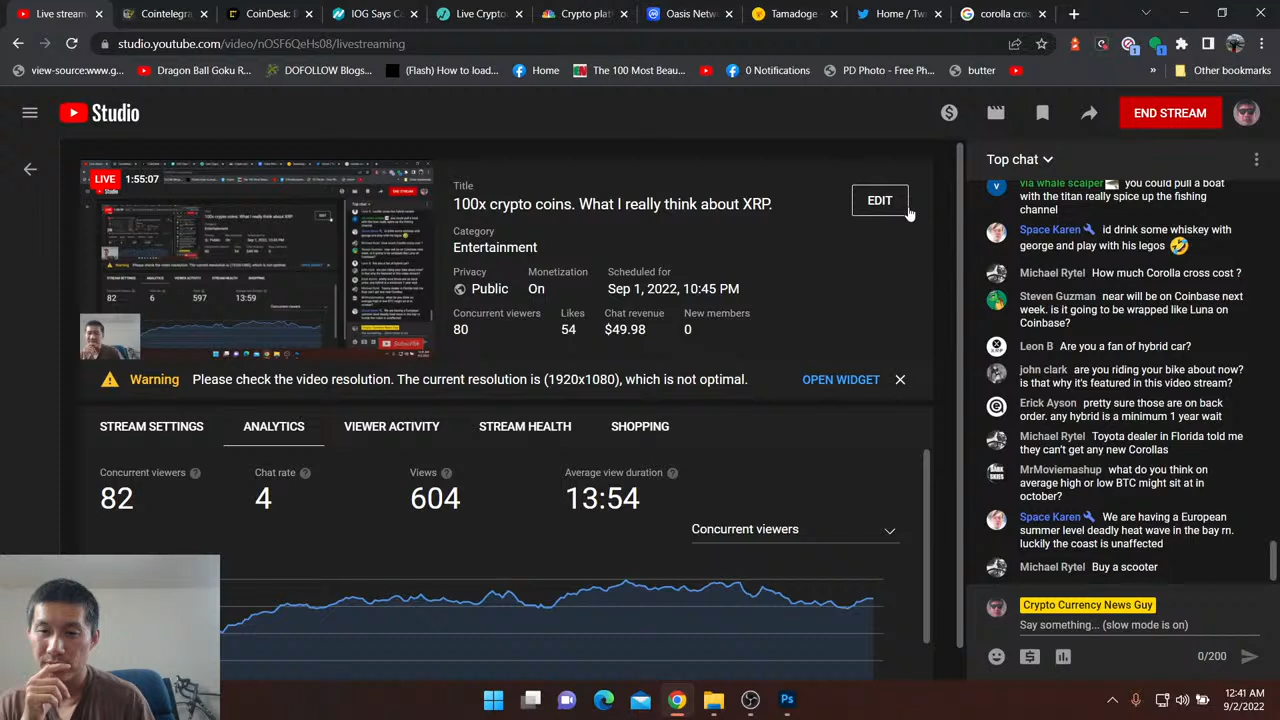 Live stream
Cointelegra
CoinDesk: B
IOG Says C
Live Crypto
Crypto platf
Oasis Netw
Tamadoge
Home / Tw
corolla cros
studio.youtube.com/video/nOSF6QeHs08/livestreaming
view-source:www.g...
Dragon Ball Goku R...
DOFOLLOW Blogs...
(Flash) How to Icd...
Home
The 100 Most Beau...
0 Notifications
PD Photo - Free Ph...
butter
»
Other bookmarks
Studio
END STREAM
LIVE
1:55:07
Title
100x crypto coins. What I really think about XRP.
EDIT
Category
Entertainment
Privacy
Monetization
Public
On
Sep 1, 2022, 10:45 PM
Concurrent viewers
Likes
80
54
$49.98
0
Warning
Please check the video resolution. The current resolution is (1920x1080), which is not optimal.
OPEN WIDGET
STREAM SETTINGS
ANALYTICS
VIEWER ACTIVITY
STREAM HEALTH
SHOPPING
Concurrent viewers
82
Chat rate
4
Views
604
Average view duration
13:54
Concurrent viewers
Top chat
via whale scalper you could pull a boat
with the titan really spice up the fishing
channel
Space Karen Ill drink some whiskey with
george and play with his legos
Michael Rytel How much Corolla cross cost ?
Steven Guzman near will be on Coinbase next
week. Is it going to be wrapped like Luna on
Coinbase?
Leon B Are you a fan of hybrid car?
john clark are you riding your bike about now?
is that why it's featured in this video stream?
Erick Ayson pretty sure those are on back
order. any hybrid is a minimum 1 year wait
Michael Rytel Toyota dealer in Florida told me
they can't get any new Corollas
MrMoviemashup what do you think on
average high or low BTC might sit at in
october?
Space Karen We are having a European
summer level deadly heat wave in the bay rn.
luckily the coast is unaffected
Michael Rytel Buy a scooter
Crypto Currency News Guy
Say something... (slow mode is on)
0/200
12:41 AM
9/2/2022